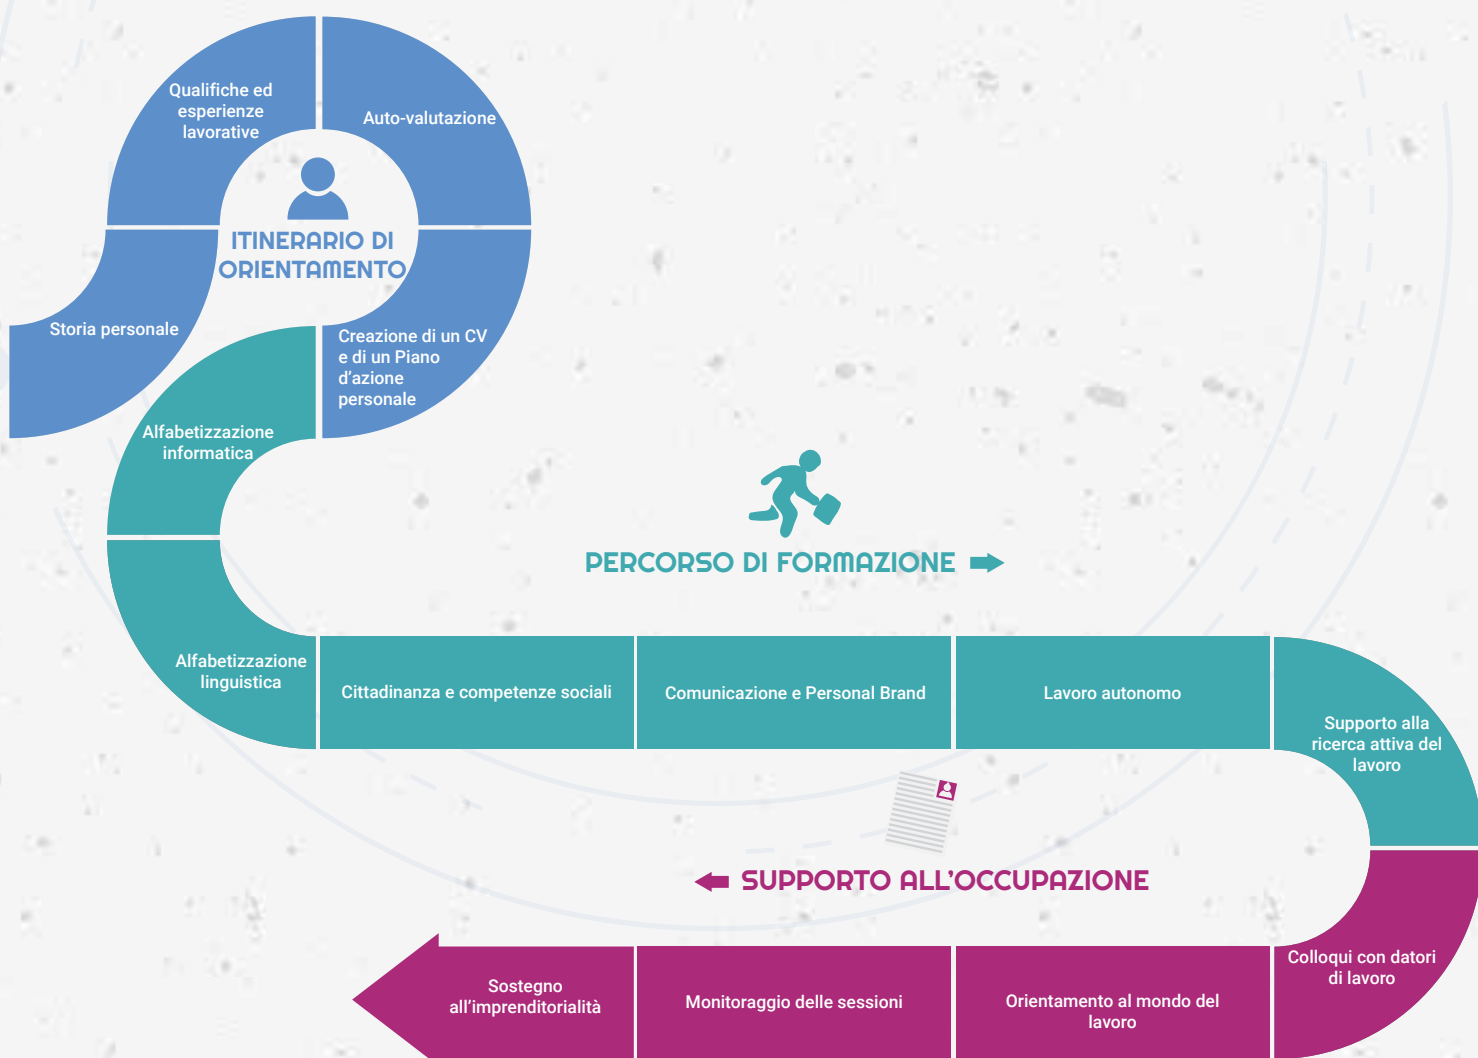 Qualifiche ed
esperienze
lavorative
Auto-valutazione
ITINERARIO DI
ORIENTAMENTO
Storia personale
Creazione di un CV
e di un Piano
d’azione
personale
Alfabetizzazione
informatica
PERCORSO DI FORMAZIONE
Alfabetizzazione
linguistica
Cittadinanza e competenze sociali
Comunicazione e Personal Brand
Lavoro autonomo
Supporto alla
ricerca attiva del
lavoro
SUPPORTO ALL’OCCUPAZIONE
Colloqui con datori
di lavoro
Orientamento al mondo del
lavoro
Monitoraggio delle sessioni
Sostegno
all’imprenditorialità